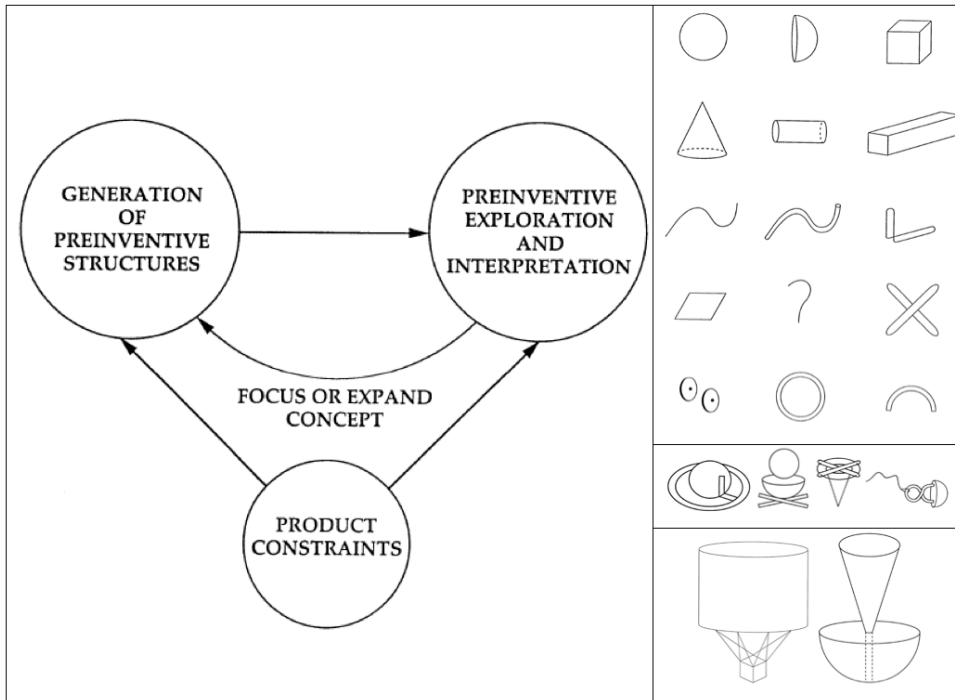 GENERATION
OF
PREINVENTIVE
STRUCTURES
PREINVENTIVE
EXPLORATION
AND
INTERPRETATION
FOCUS OR EXPAND
CONCEPT
PRODUCT
CONSTRAINTS